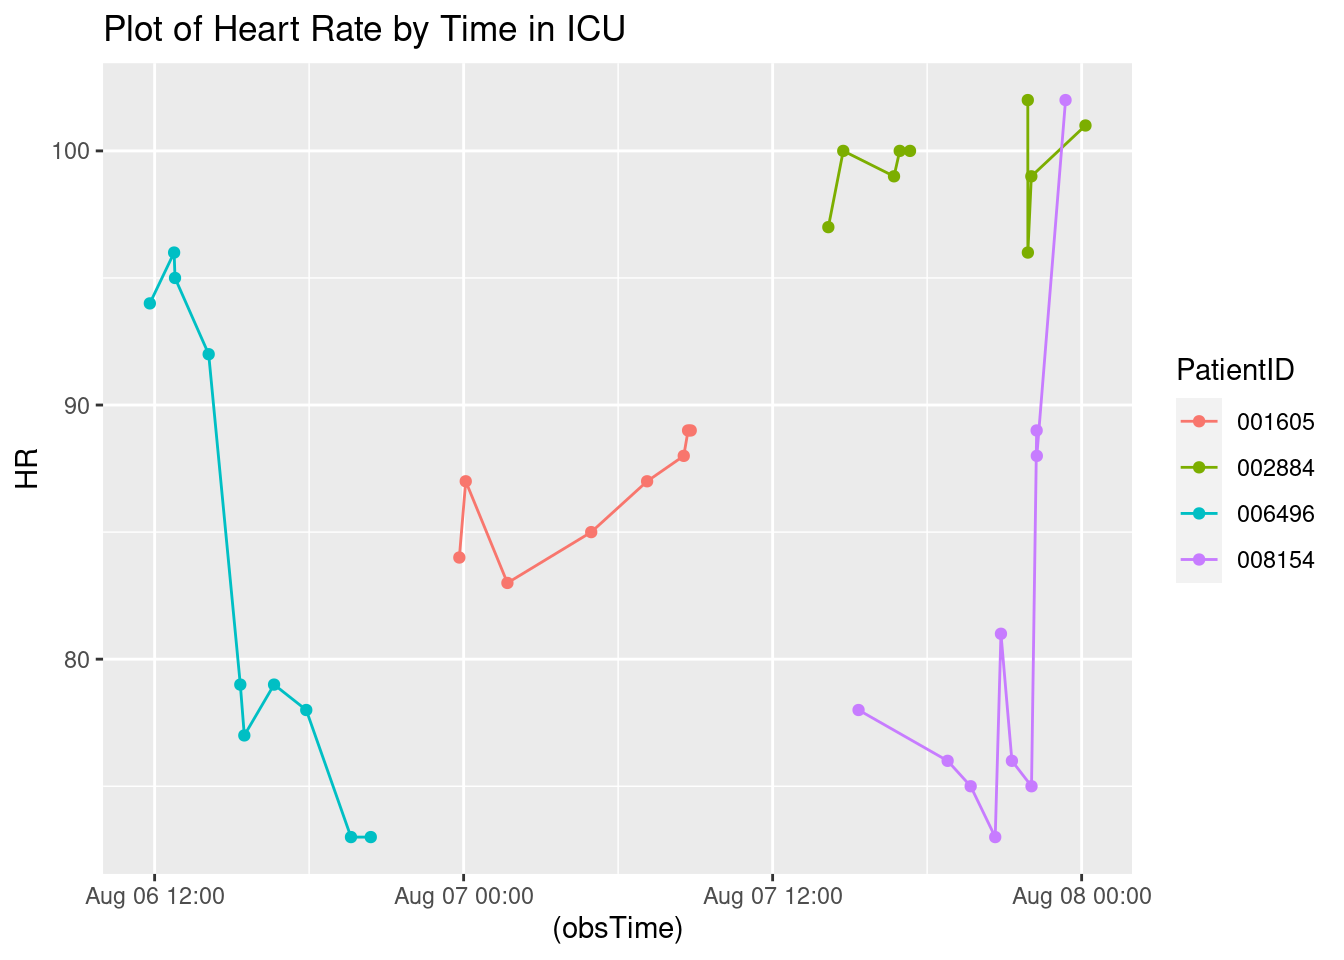 Plot of Heart Rate by Time in ICU
HR
100
90
80
Aug 06 12:00
Aug 07 00:00
Aug 07 12:00
Aug 08 00:00
(obsTime)
PatientID
001605
002884
006496
008154